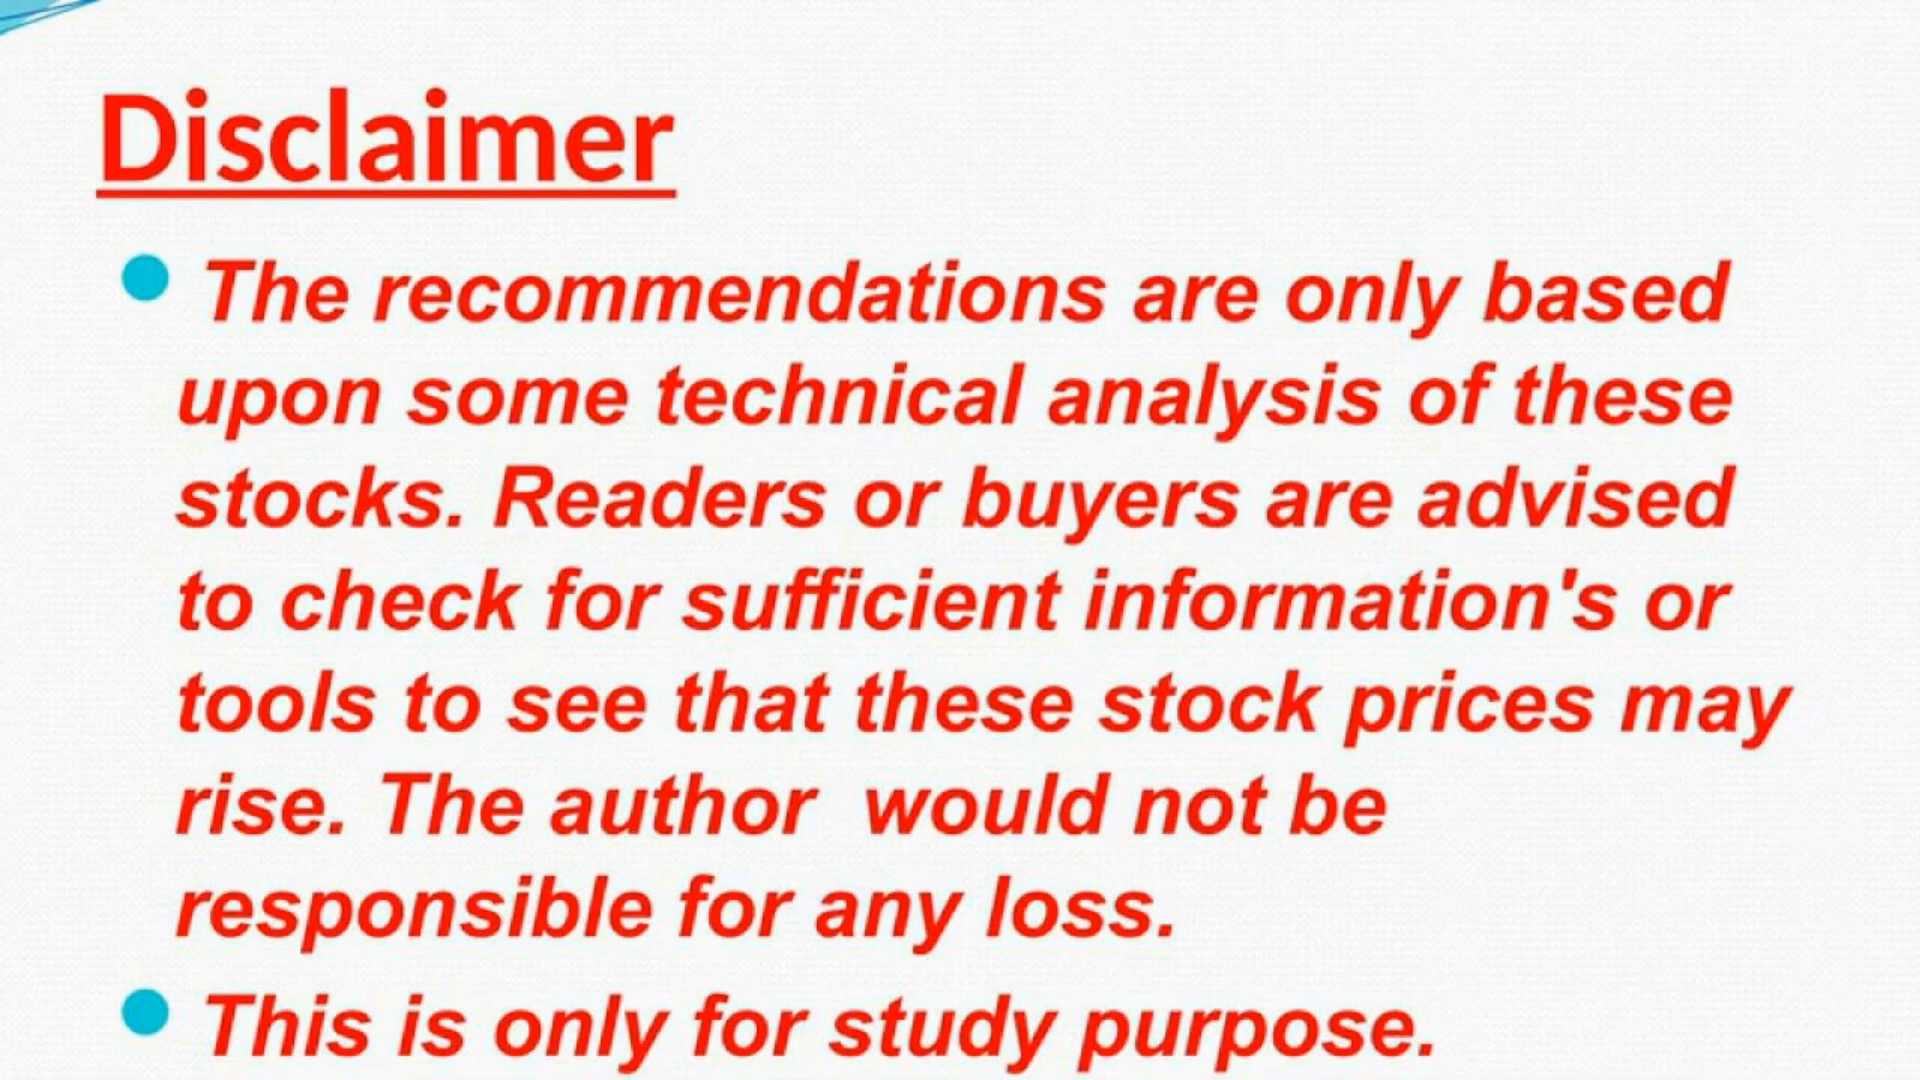 Disclaimer
The recommendations are only based
upon some technical analysis of these
stocks. Readers or buyers are advised
to check for sufficient information's or
tools to see that these stock prices may
rise. The author  would not be
responsible for any loss.
This is only for study purpose.